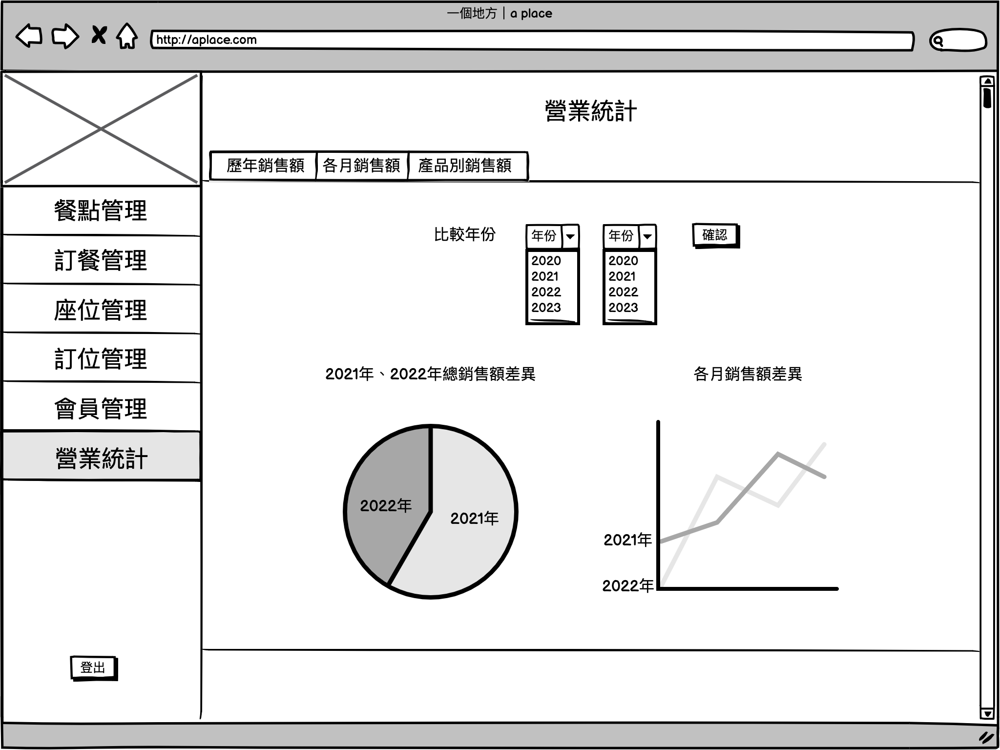 一個地方｜a place
http://aplace.com
營業統計
歷年銷售額 各月銷售額 產品別銷售額
餐點管理
訂餐管理
座位管理
訂位管理
會員管理
營業統計
登出
比較年份 年份 年份 確認
2020 2020
2021 2021
2022 2022
2023 2023
2021年、2022年總銷售額差異
各月銷售額差異
2022年
2021年
2021年
2022年